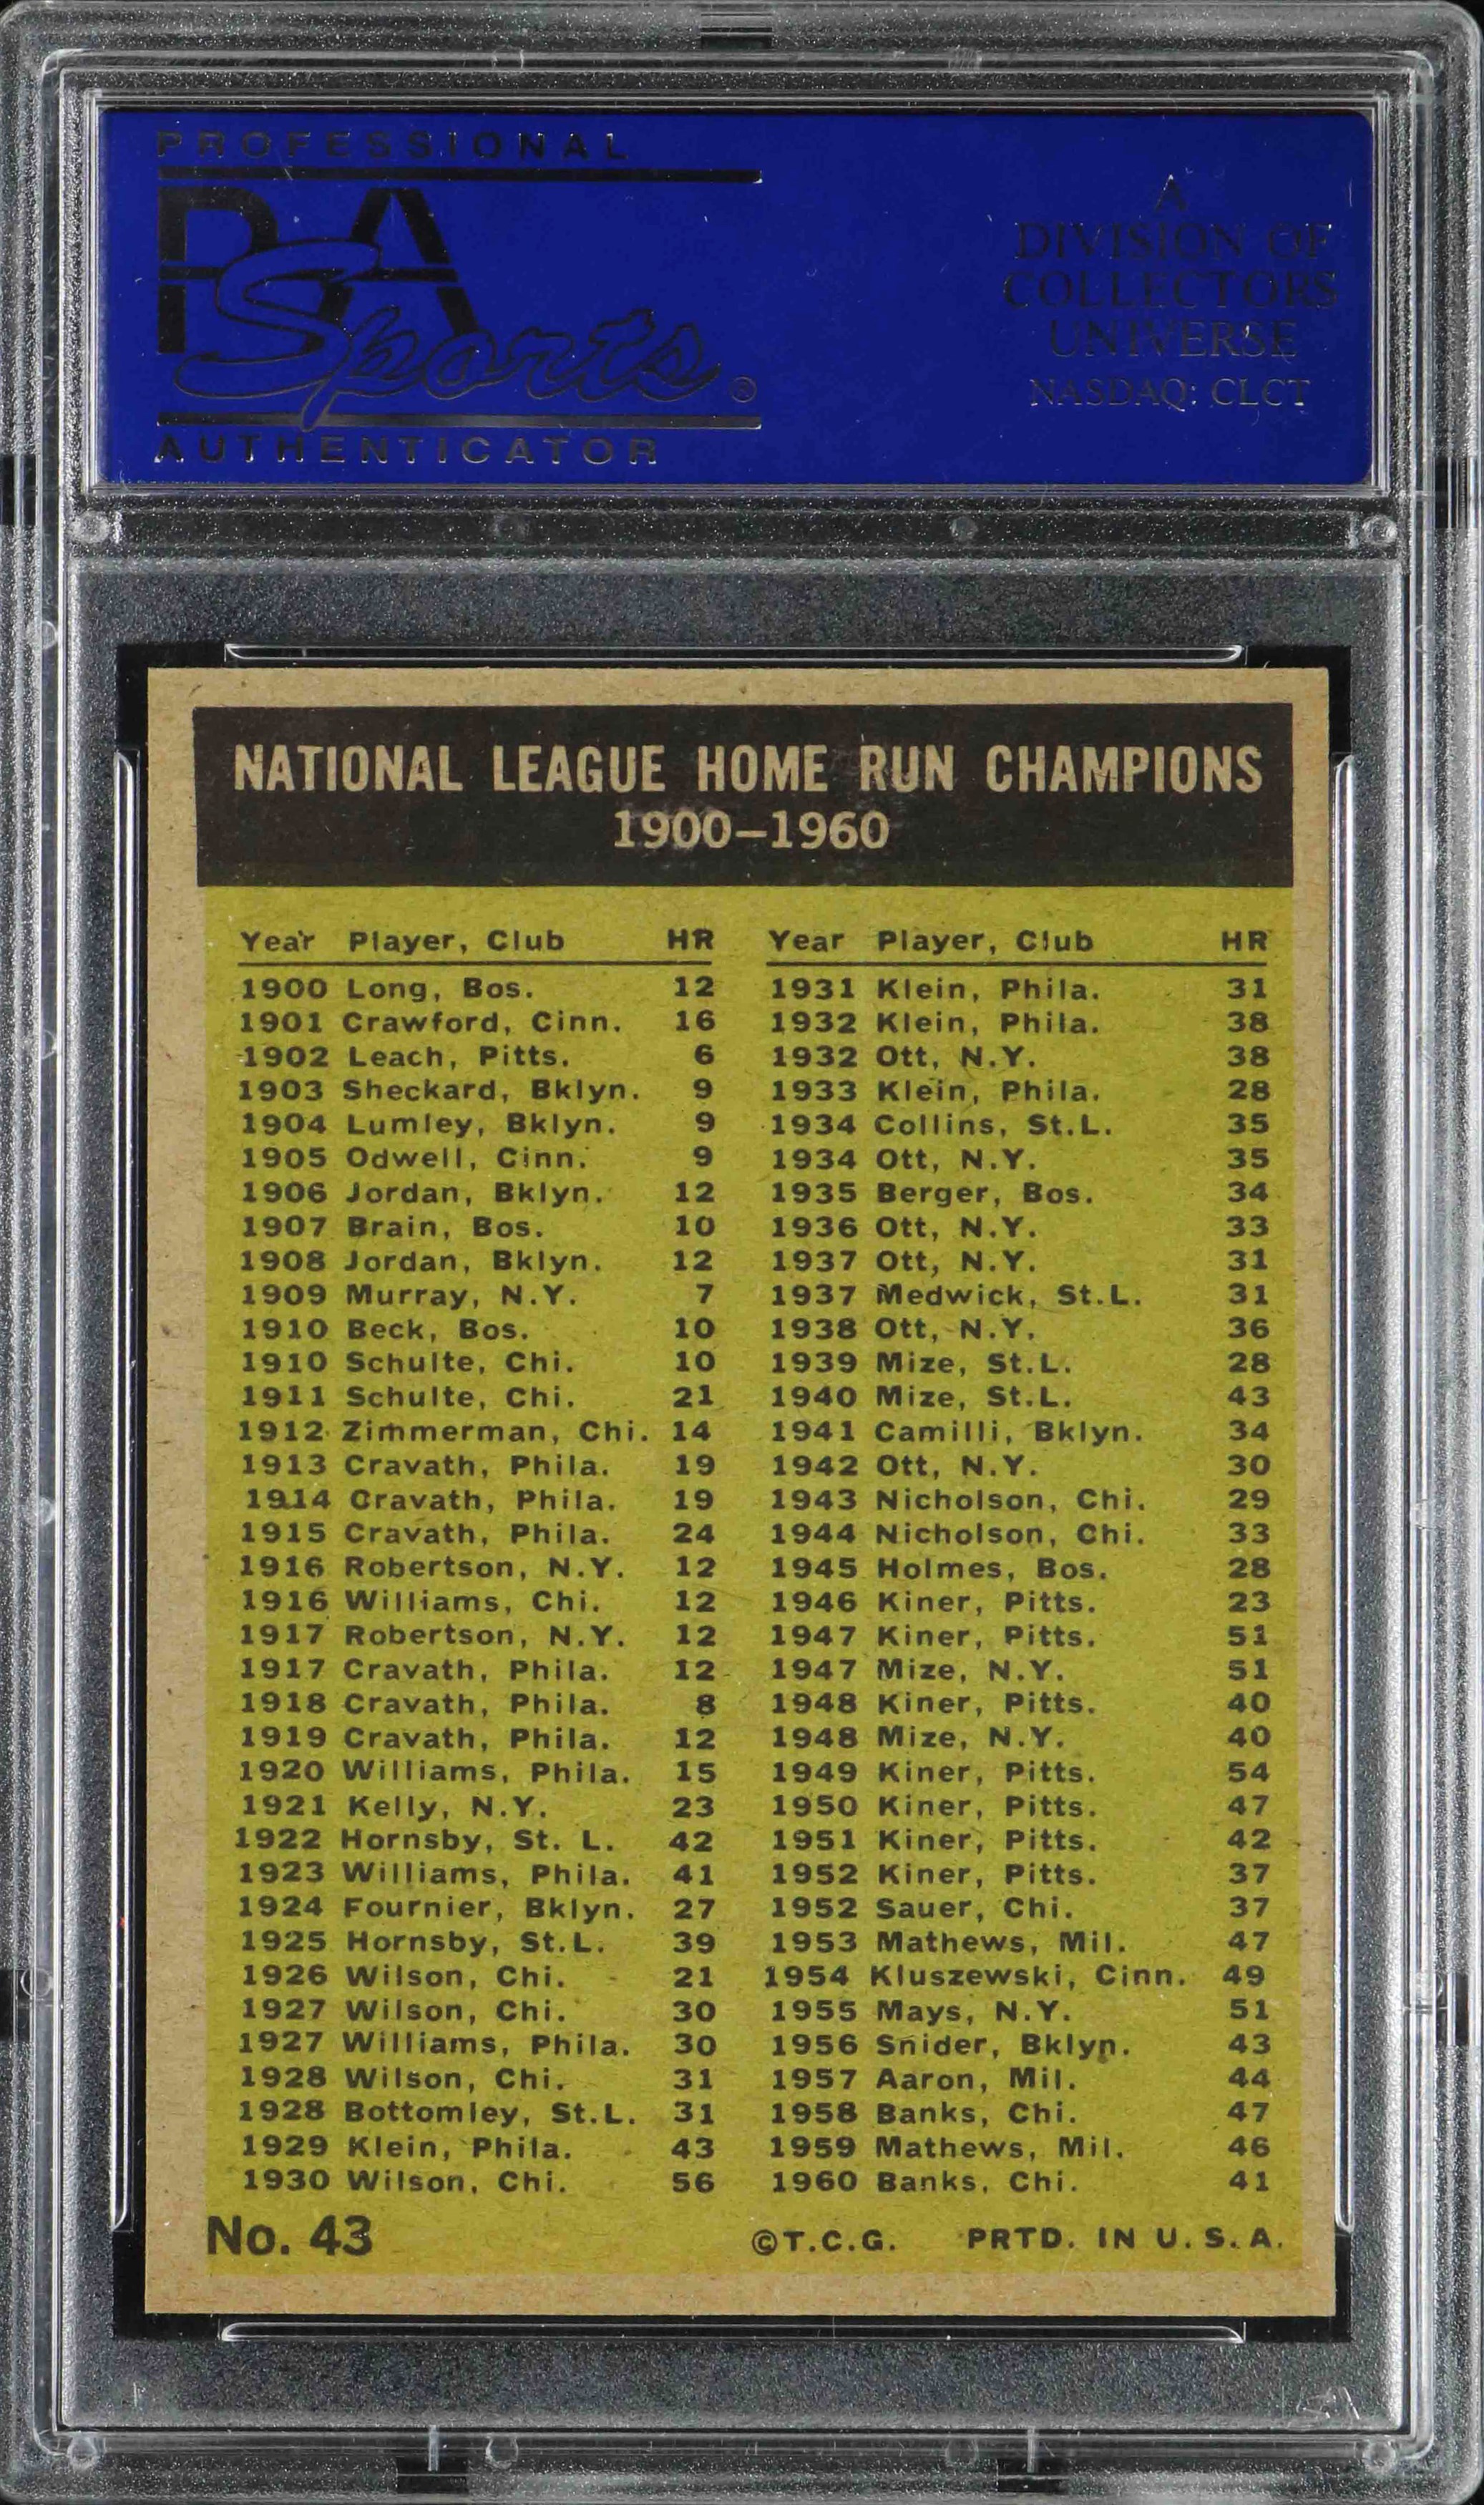 PROFESSIONAL
PSA
Sports®
AUTHENTICATOR
A
DIVISION OF
COLLECTORS
UNIVERSE
NASDAQ: CLCT
NATIONAL LEAGUE HOME RUN CHAMPIONS
1900–1960
Year Player, Club HR
1900 Long, Bos. 12
1901 Crawford, Cinn. 16
1902 Leach, Pitts. 6
1903 Sheckard, Bklyn. 9
1904 Lumley, Bklyn. 9
1905 Odwell, Cinn. 9
1906 Jordan, Bklyn. 12
1907 Brain, Bos. 10
1908 Jordan, Bklyn. 12
1909 Murray, N.Y. 7
1910 Beck, Bos. 10
1910 Schulte, Chi. 10
1911 Schulte, Chi. 21
1912 Zimmerman, Chi. 14
1913 Cravath, Phila. 19
1914 Cravath, Phila. 19
1915 Cravath, Phila. 24
1916 Robertson, N.Y. 12
1916 Williams, Chi. 12
1917 Robertson, N.Y. 12
1917 Cravath, Phila. 12
1918 Cravath, Phila. 8
1919 Cravath, Phila. 12
1920 Williams, Phila. 15
1921 Kelly, N.Y. 23
1922 Hornsby, St. L. 42
1923 Williams, Phila. 41
1924 Fournier, Bklyn. 27
1925 Hornsby, St.L. 39
1926 Wilson, Chi. 21
1927 Wilson, Chi. 30
1927 Williams, Phila. 30
1928 Wilson, Chi. 31
1928 Bottomley, St.L. 31
1929 Klein, Phila. 43
1930 Wilson, Chi. 56
Year Player, Club HR
1931 Klein, Phila. 31
1932 Klein, Phila. 38
1932 Ott, N.Y. 38
1933 Klein, Phila. 28
1934 Collins, St.L. 35
1934 Ott, N.Y. 35
1935 Berger, Bos. 34
1936 Ott, N.Y. 33
1937 Ott, N.Y. 31
1937 Medwick, St.L. 31
1938 Ott, N.Y. 36
1939 Mize, St.L. 28
1940 Mize, St.L. 43
1941 Camilli, Bklyn. 34
1942 Ott, N.Y. 30
1943 Nicholson, Chi. 29
1944 Nicholson, Chi. 33
1945 Holmes, Bos. 28
1946 Kiner, Pitts. 23
1947 Kiner, Pitts. 51
1947 Mize, N.Y. 51
1948 Kiner, Pitts. 40
1948 Mize, N.Y. 40
1949 Kiner, Pitts. 54
1950 Kiner, Pitts. 47
1951 Kiner, Pitts. 42
1952 Kiner, Pitts. 37
1952 Sauer, Chi. 37
1953 Mathews, Mil. 47
1954 Kluszewski, Cinn. 49
1955 Mays, N.Y. 51
1956 Snider, Bklyn. 43
1957 Aaron, Mil. 44
1958 Banks, Chi. 47
1959 Mathews, Mil. 46
1960 Banks, Chi. 41
No. 43
©T.C.G. PRTD. IN U.S.A.